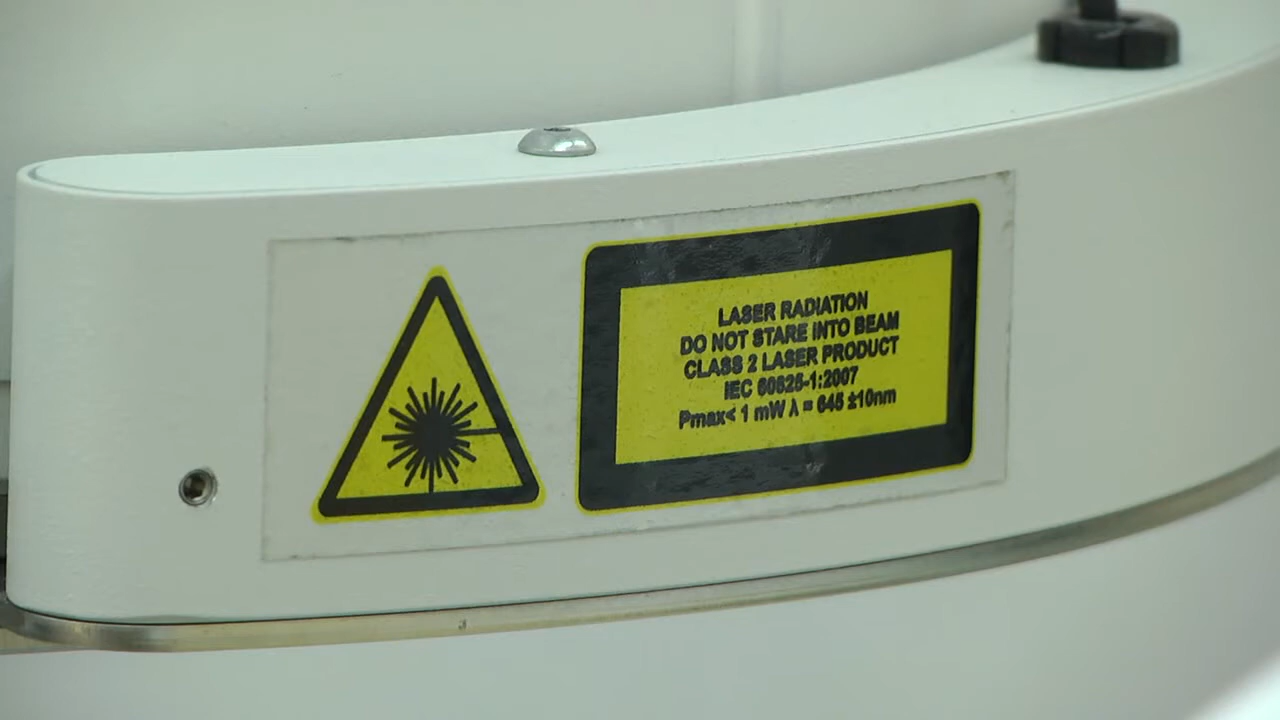 LASER RADIATION
DO NOT STARE INTO BEAM
CLASS 2 LASER PRODUCT
IEC 60825-1:2007
Pmax< 1 mW λ = 645 ±10nm